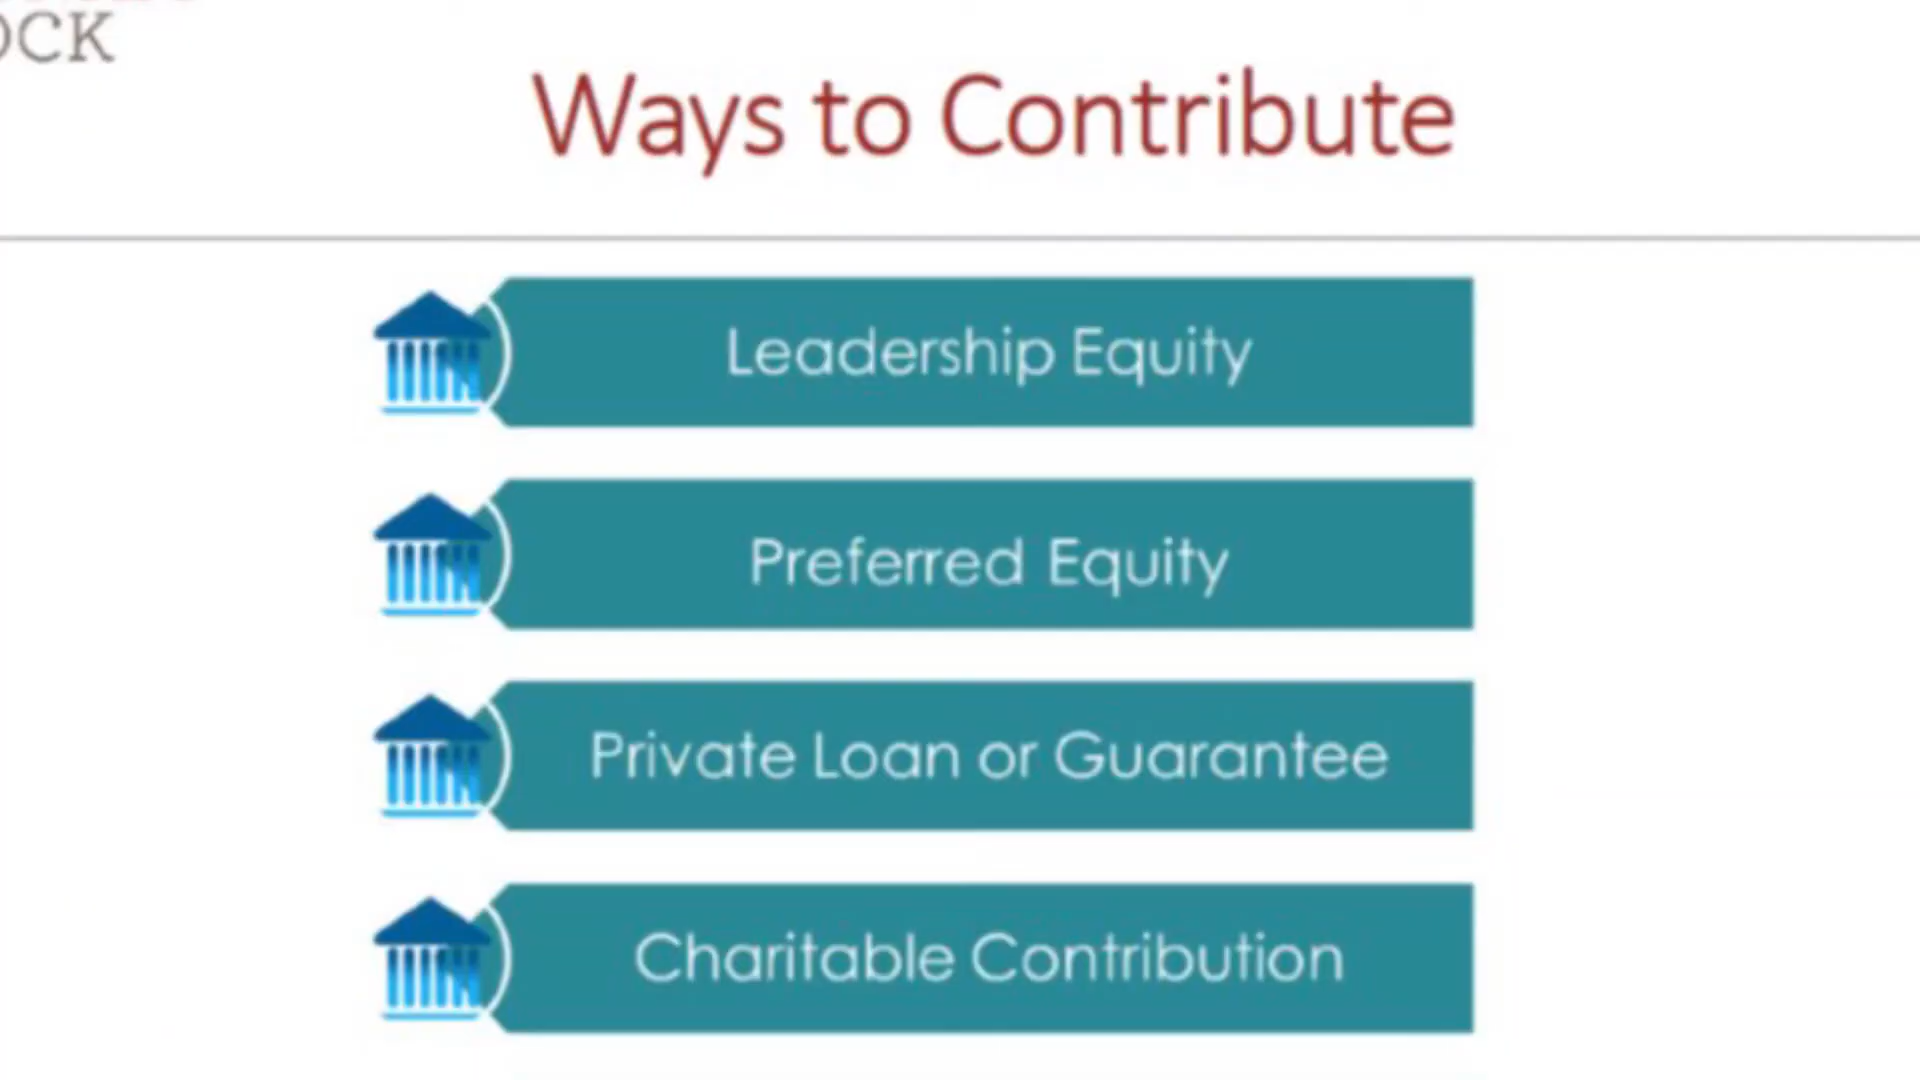 Ways to Contribute
Leadership Equity
Preferred Equity
Private Loan or Guarantee
Charitable Contribution